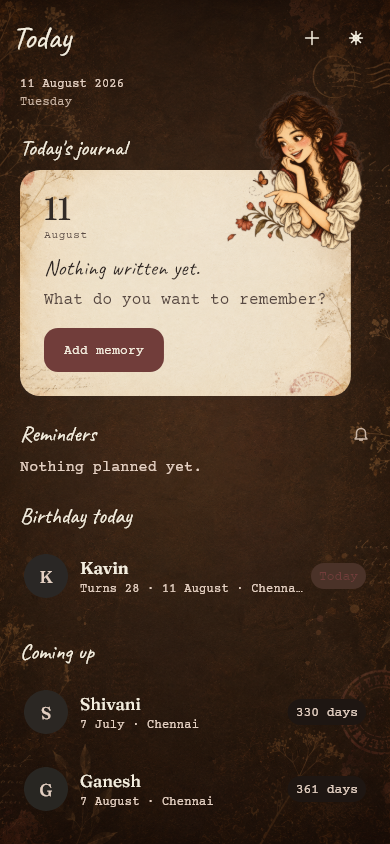 Today
11 August 2026
Tuesday
Today's journal
11
August
Nothing written yet.
What do you want to remember?
Add memory
Reminders
Nothing planned yet.
Birthday today
K
Kavin
Turns 28 · 11 August · Chenna…
Today
Coming up
S
Shivani
7 July · Chennai
330 days
G
Ganesh
7 August · Chennai
361 days